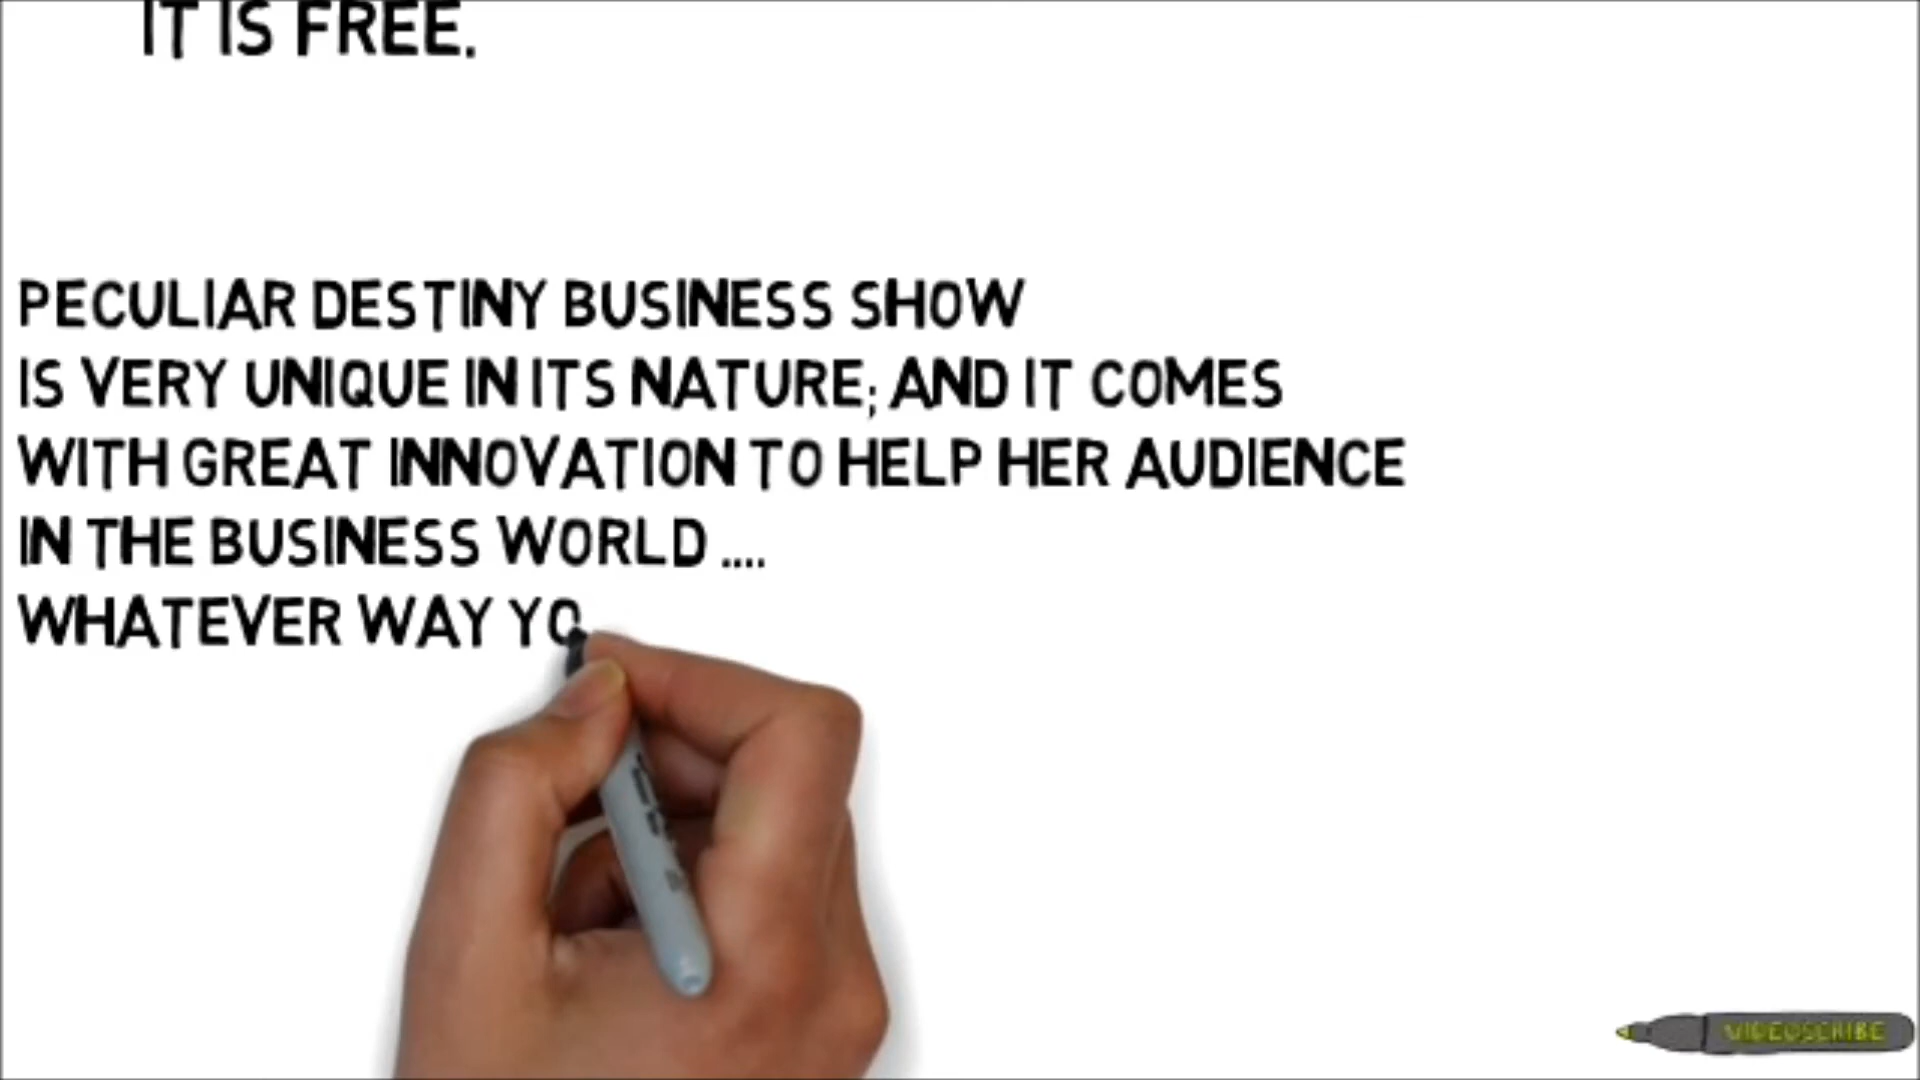 IT IS FREE.
PECULIAR DESTINY BUSINESS SHOW
IS VERY UNIQUE IN ITS NATURE; AND IT COMES
WITH GREAT INNOVATION TO HELP HER AUDIENCE
IN THE BUSINESS WORLD ....
WHATEVER WAY YO
VIDEOSCRIBE